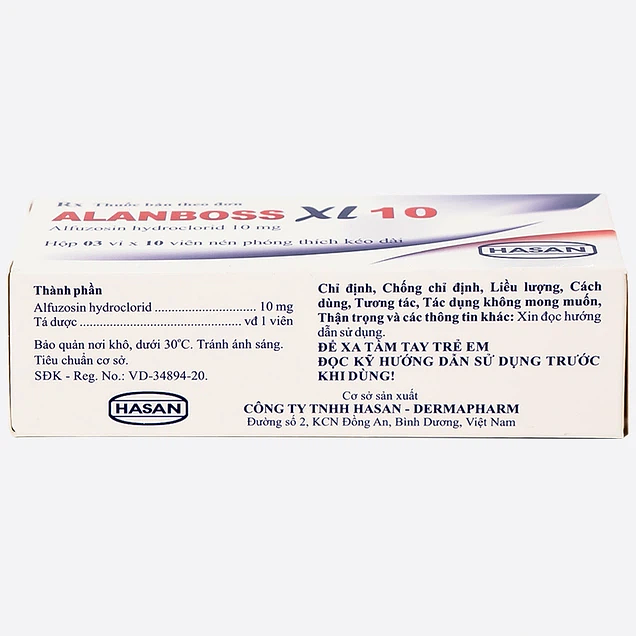 Rx Thuốc bán theo đơn
ALANBOSS XL 10
Alfuzosin hydroclorid 10 mg
Hộp 03 vỉ x 10 viên nén phóng thích kéo dài
HASAN
Thành phần
Alfuzosin hydroclorid ............................ 10 mg
Tá dược ............................................. vđ 1 viên
Bảo quản nơi khô, dưới 30°C. Tránh ánh sáng.
Tiêu chuẩn cơ sở.
SĐK - Reg. No.: VD-34894-20.
HASAN
Chỉ định, Chống chỉ định, Liều lượng, Cách
dùng, Tương tác, Tác dụng không mong muốn,
Thận trọng và các thông tin khác: Xin đọc hướng
dẫn sử dụng.
ĐỂ XA TẦM TAY TRẺ EM
ĐỌC KỸ HƯỚNG DẪN SỬ DỤNG TRƯỚC
KHI DÙNG!
Cơ sở sản xuất
CÔNG TY TNHH HASAN - DERMAPHARM
Đường số 2, KCN Đồng An, Bình Dương, Việt Nam